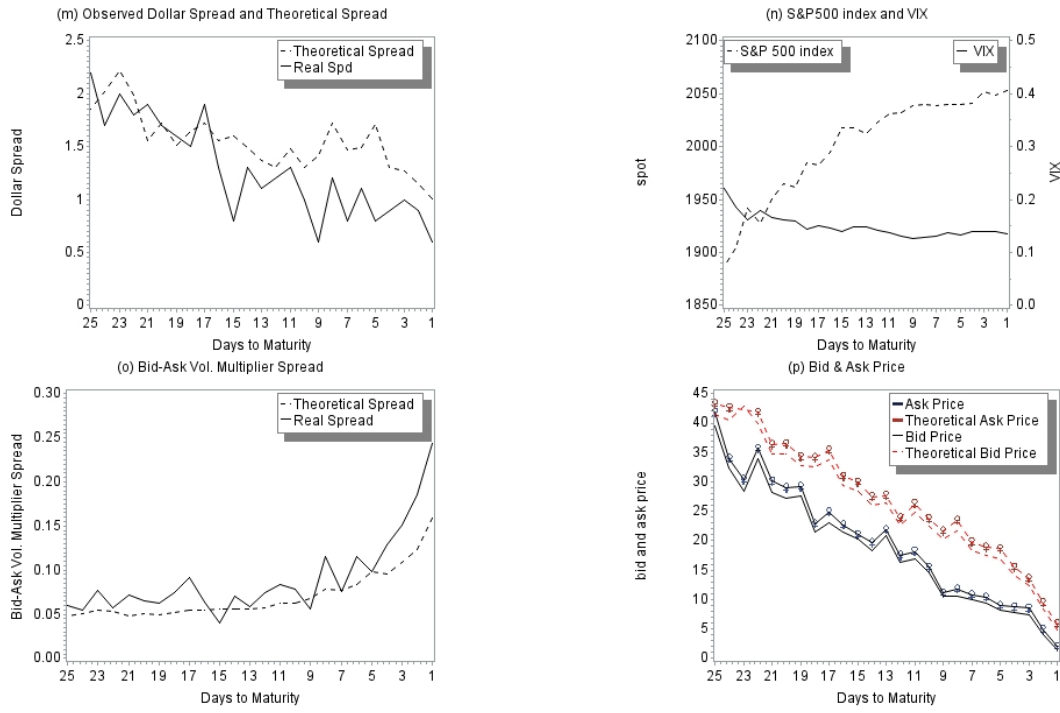 (m) Observed Dollar Spread and Theoretical Spread
2.5
2
1.5
1
0.5
0
Dollar Spread
Theoretical Spread
Real Spd
25 23 21 19 17 15 13 11 9 7 5 3 1
Days to Maturity
(n) S&P500 index and VIX
2100
2050
2000
1950
1900
1850
spot
S&P 500 index
VIX
0.5
0.4
0.3
0.2
0.1
0.0
VIX
25 23 21 19 17 15 13 11 9 7 5 3 1
Days to Maturity
(o) Bid-Ask Vol. Multiplier Spread
0.30
0.25
0.20
0.15
0.10
0.05
0.00
Bid-Ask Vol. Multiplier Spread
Theoretical Spread
Real Spread
25 23 21 19 17 15 13 11 9 7 5 3 1
Days to Maturity
(p) Bid & Ask Price
45
40
35
30
25
20
15
10
5
0
bid and ask price
Ask Price
Theoretical Ask Price
Bid Price
Theoretical Bid Price
25 23 21 19 17 15 13 11 9 7 5 3 1
Days to Maturity